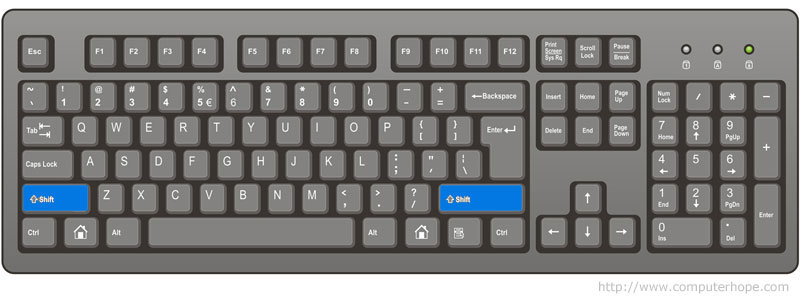 Esc F1 F2 F3 F4 F5 F6 F7 F8 F9 F10 F11 F12 Print Screen Sys Rq Scroll Lock Pause Break
1 A
~ ` ! 1 @ 2 # 3 $ 4 % 5 € ^ 6 & 7 * 8 ( 9 ) 0 _ - + = ←Backspace Insert Home Page Up Num Lock / * -
Tab Q W E R T Y U I O P { [ } ] Enter ↵ Delete End Page Down 7 Home 8 ↑ 9 PgUp +
Caps Lock A S D F G H J K L : ; " , | \ 4 ← 5 6 →
⇧ Shift Z X C V B N M < , > . ? / ⇧ Shift ↑ 1 End 2 ↓ 3 PgDn Enter
Ctrl Alt Alt Ctrl ← ↓ → 0 Ins . Del
http://www.computerhope.com